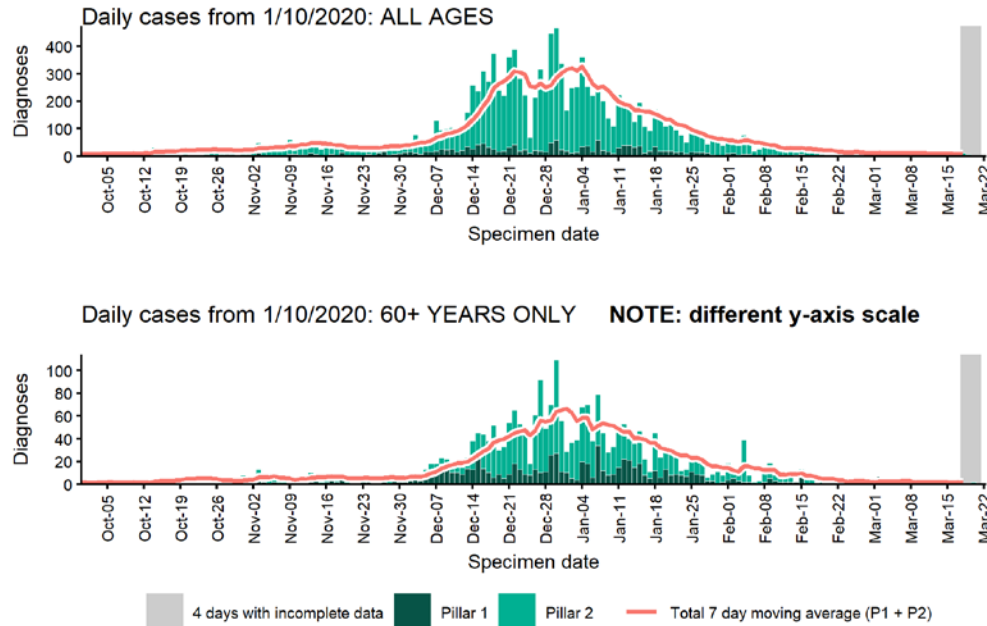 Daily cases from 1/10/2020: ALL AGES
Diagnoses
400
300
200
100
0
Oct-05
Oct-12
Oct-19
Oct-26
Nov-02
Nov-09
Nov-16
Nov-23
Nov-30
Dec-07
Dec-14
Dec-21
Dec-28
Jan-04
Jan-11
Jan-18
Jan-25
Feb-01
Feb-08
Feb-15
Feb-22
Mar-01
Mar-08
Mar-15
Mar-22
Specimen date
Daily cases from 1/10/2020: 60+ YEARS ONLY NOTE: different y-axis scale
Diagnoses
100
80
60
40
20
0
Oct-05
Oct-12
Oct-19
Oct-26
Nov-02
Nov-09
Nov-16
Nov-23
Nov-30
Dec-07
Dec-14
Dec-21
Dec-28
Jan-04
Jan-11
Jan-18
Jan-25
Feb-01
Feb-08
Feb-15
Feb-22
Mar-01
Mar-08
Mar-15
Mar-22
Specimen date
4 days with incomplete data Pillar 1 Pillar 2 Total 7 day moving average (P1 + P2)